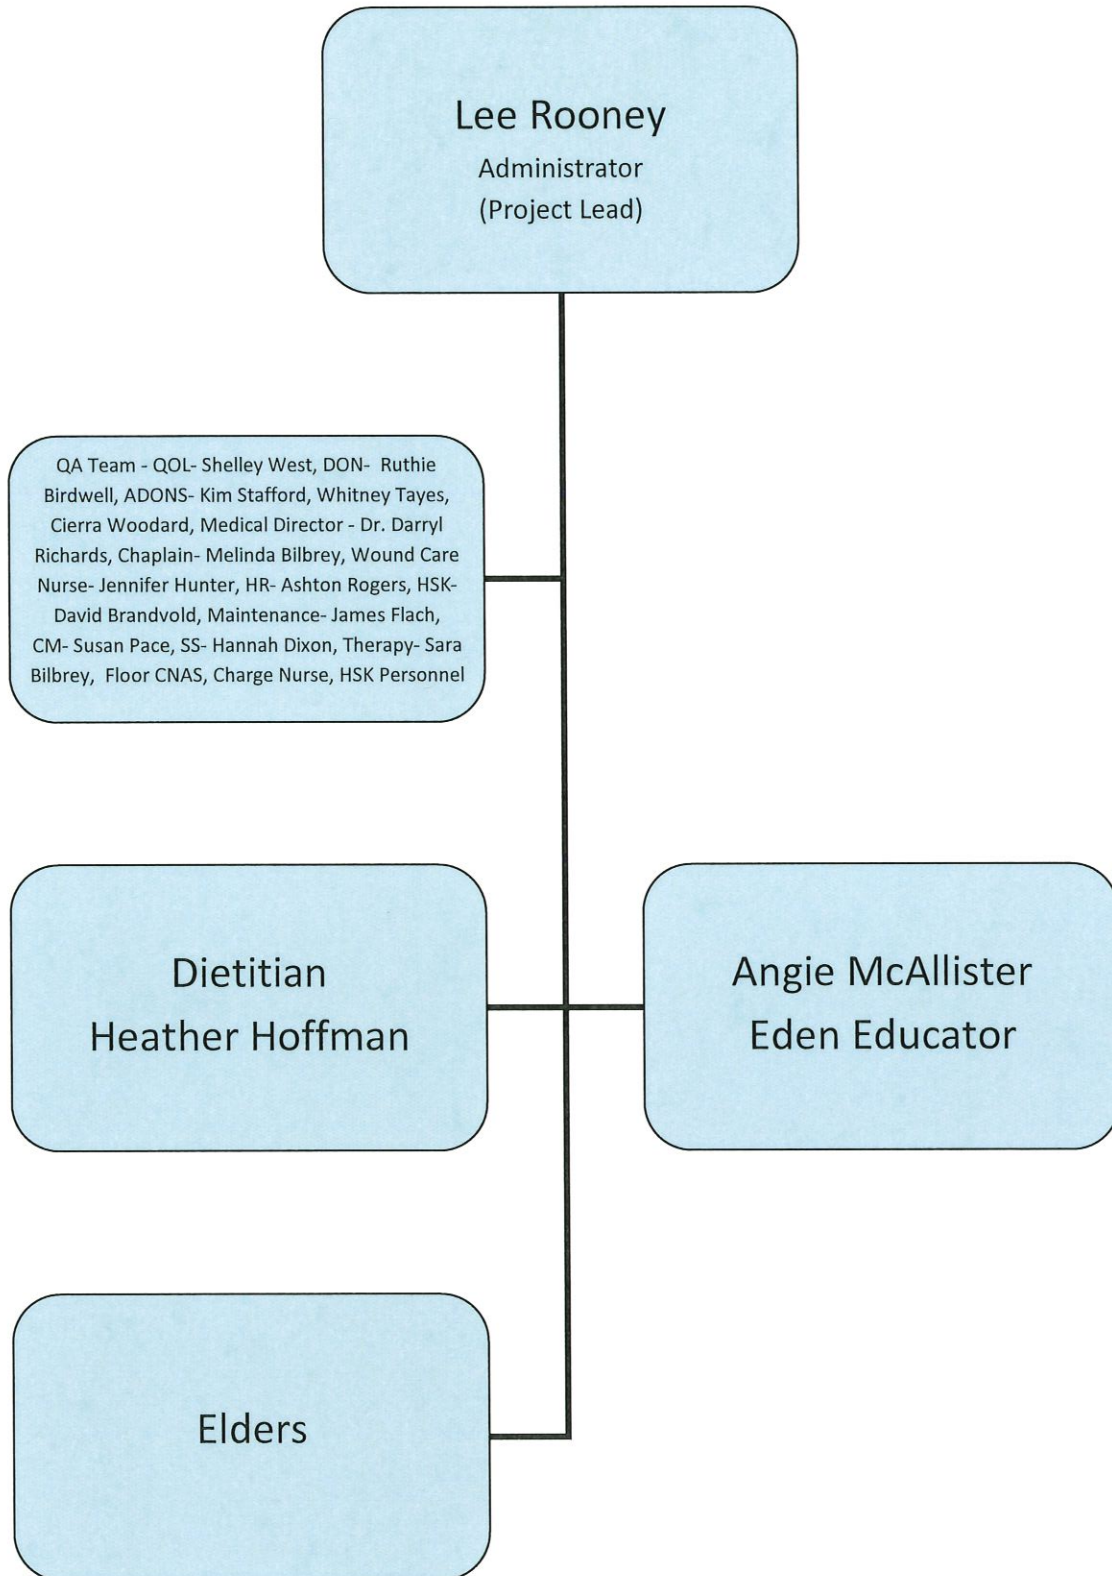 Lee Rooney
Administrator
(Project Lead)
QA Team - QOL- Shelley West, DON- Ruthie
Birdwell, ADONS- Kim Stafford, Whitney Tayes,
Cierra Woodard, Medical Director - Dr. Darryl
Richards, Chaplain- Melinda Bilbrey, Wound Care
Nurse- Jennifer Hunter, HR- Ashton Rogers, HSK-
David Brandvold, Maintenance- James Flach,
CM- Susan Pace, SS- Hannah Dixon, Therapy- Sara
Bilbrey, Floor CNAS, Charge Nurse, HSK Personnel
Dietitian
Heather Hoffman
Angie McAllister
Eden Educator
Elders